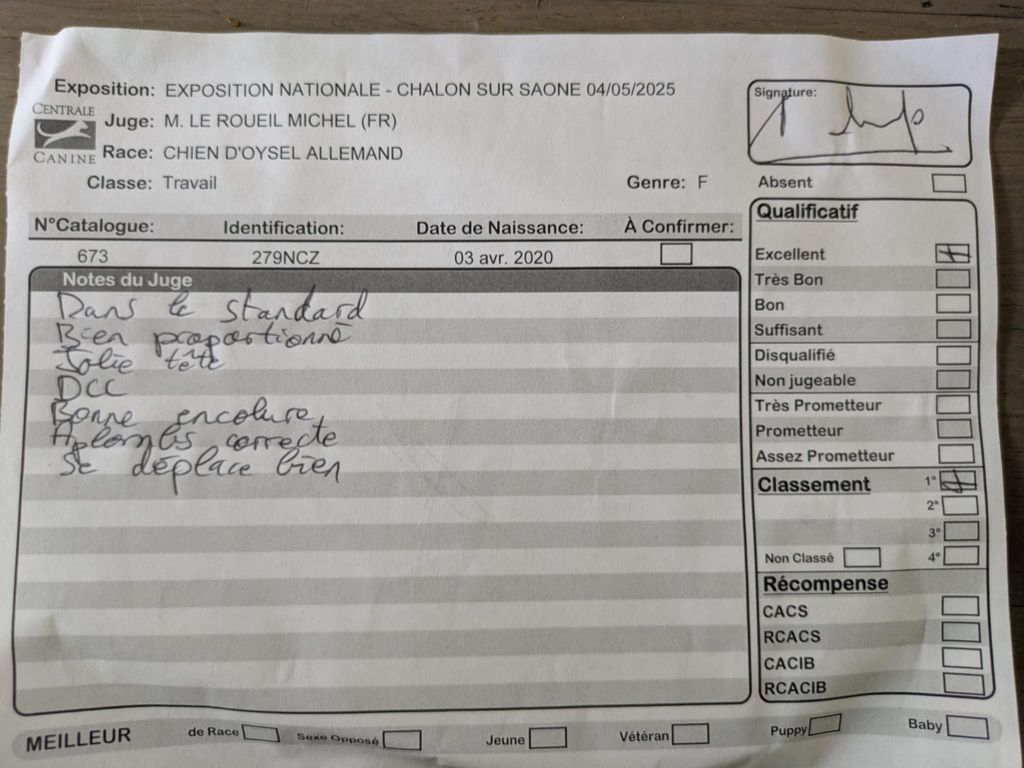 Exposition: EXPOSITION NATIONALE - CHALON SUR SAONE 04/05/2025
CENTRALE
CANINE
Juge: M. LE ROUEIL MICHEL (FR)
Race: CHIEN D'OYSEL ALLEMAND
Classe: Travail
Genre: F
Signature:
Absent
N°Catalogue: Identification: Date de Naissance: À Confirmer:
673 279NCZ 03 avr. 2020
Notes du Juge
Dans le standard
Bien proportionné
Jolie tête
DCC
Bonne encolure,
Aplombs correcte
Se déplace bien
Qualificatif
Excellent
Très Bon
Bon
Suffisant
Disqualifié
Non jugeable
Très Prometteur
Prometteur
Assez Prometteur
Classement 1°
2°
3°
Non Classé 4°
Récompense
CACS
RCACS
CACIB
RCACIB
MEILLEUR de Race Sexe Opposé Jeune Vétéran Puppy Baby